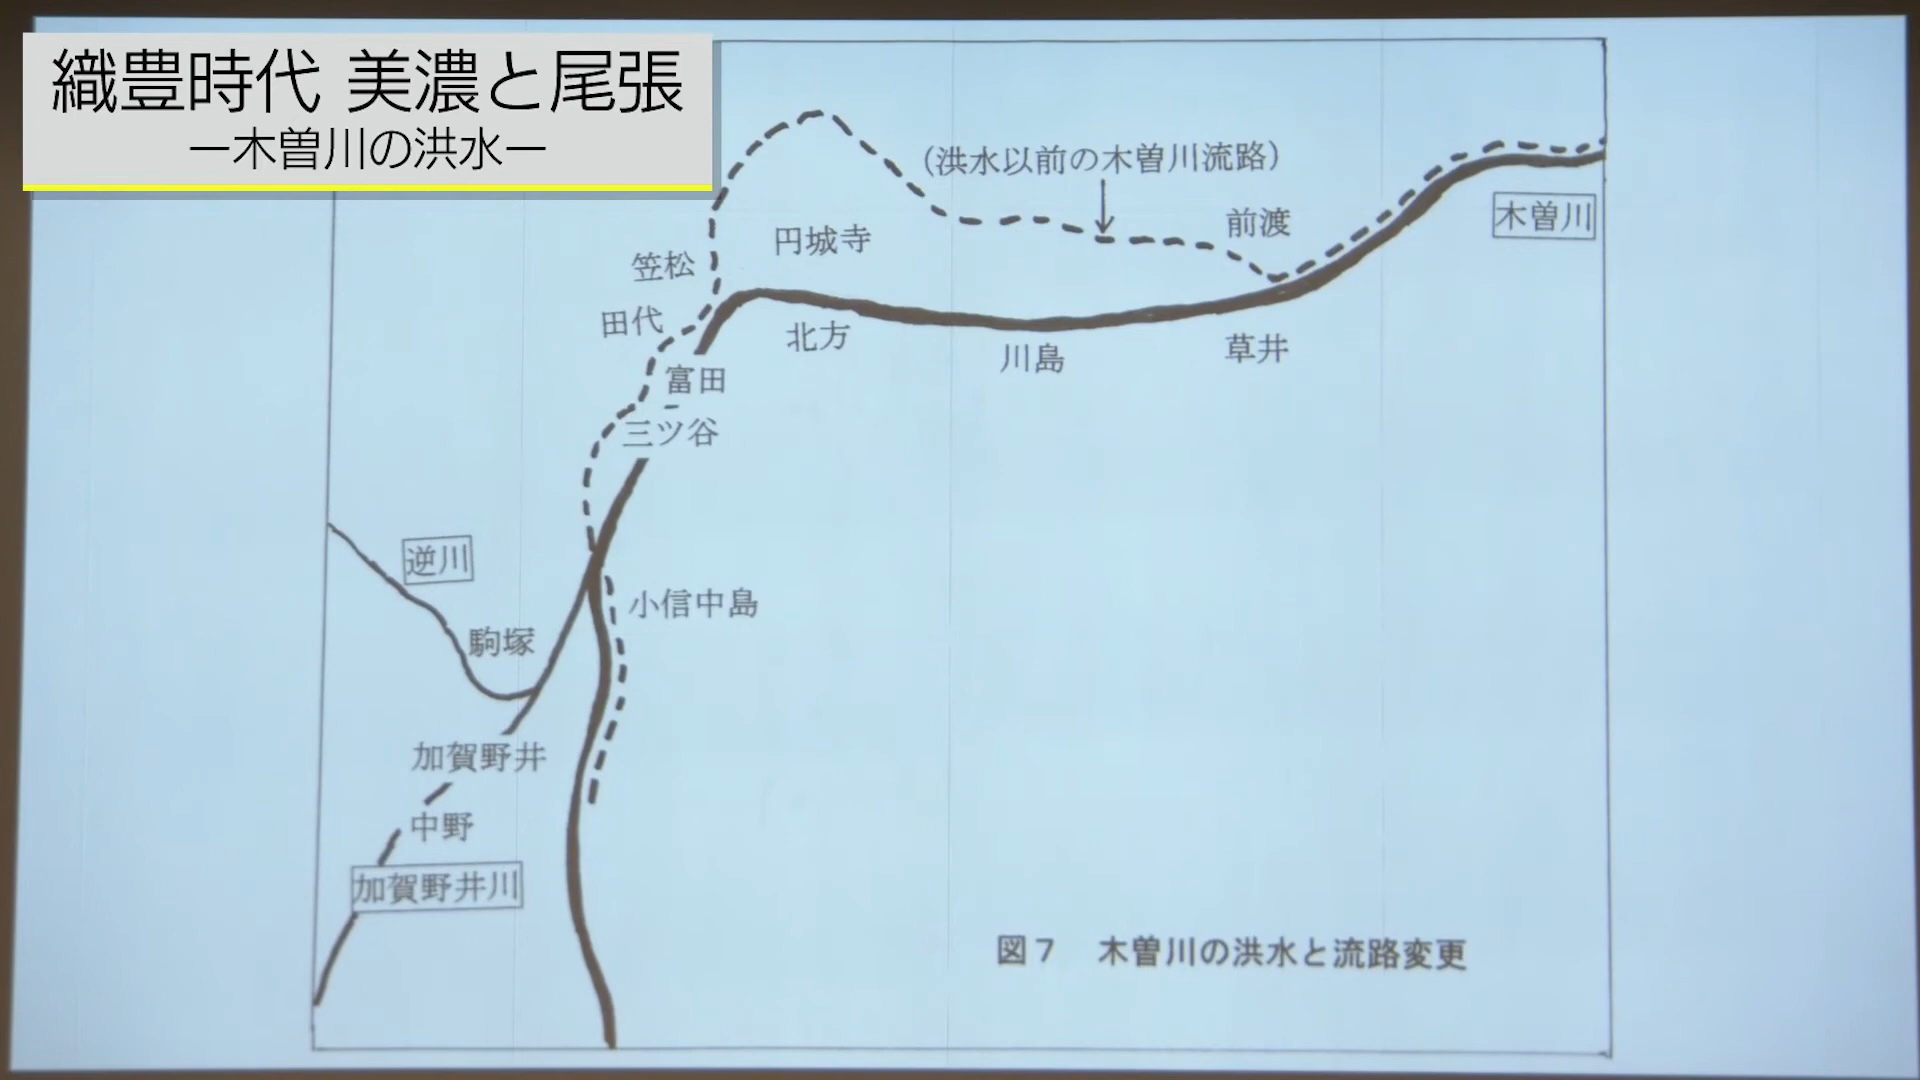 織豊時代 美濃と尾張
ー木曽川の洪水ー
(洪水以前の木曽川流路)
前渡
木曽川
円城寺
笠松
田代
北方
川島
草井
富田
三ツ谷
逆川
小信中島
駒塚
加賀野井
中野
加賀野井川
図7 木曽川の洪水と流路変更